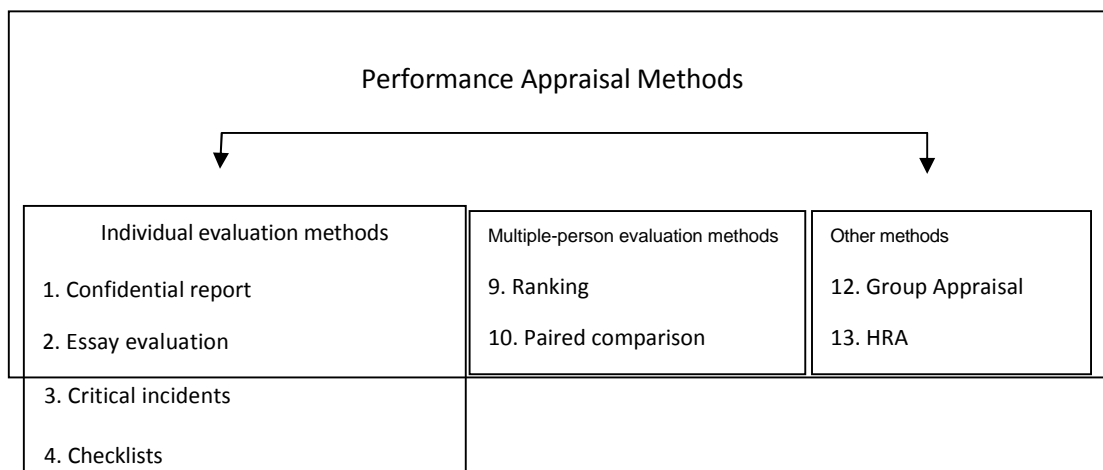 Performance Appraisal Methods
Individual evaluation methods
1. Confidential report
2. Essay evaluation
3. Critical incidents
4. Checklists
Multiple-person evaluation methods
9. Ranking
10. Paired comparison
Other methods
12. Group Appraisal
13. HRA